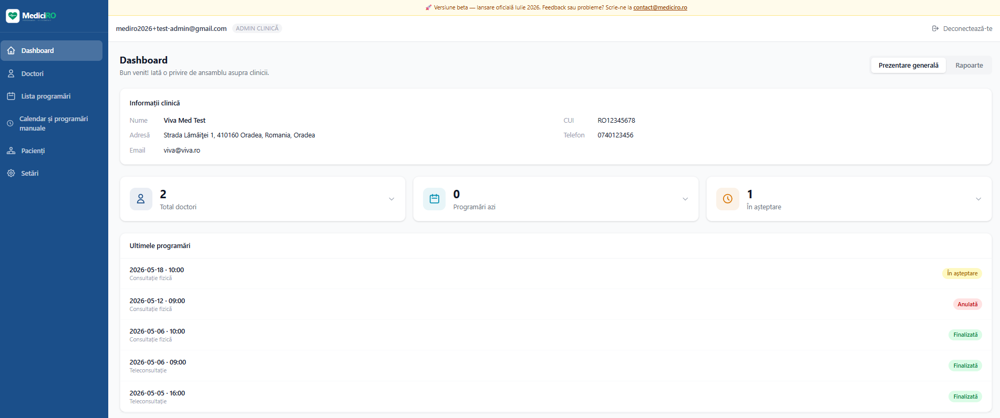 MediciRO
🚀 Versiune beta — lansare oficială Iulie 2026. Feedback sau probleme? Scrie-ne la contact@mediciro.ro
mediro2026+test-admin@gmail.com ADMIN CLINICĂ
Deconectează-te
Dashboard
Doctori
Lista programări
Calendar și programări
manuale
Pacienți
Setări
Dashboard
Bun venit! Iată o privire de ansamblu asupra clinicii.
Prezentare generală
Rapoarte
Informații clinică
Nume Viva Med Test
CUI RO12345678
Adresă Strada Lămâiței 1, 410160 Oradea, Romania, Oradea
Telefon 0740123456
Email viva@viva.ro
2
Total doctori
0
Programări azi
1
În așteptare
Ultimele programări
2026-05-18 · 10:00
Consultație fizică
În așteptare
2026-05-12 · 09:00
Consultație fizică
Anulată
2026-05-06 · 10:00
Consultație fizică
Finalizată
2026-05-06 · 09:00
Teleconsultație
Finalizată
2026-05-05 · 16:00
Teleconsultație
Finalizată